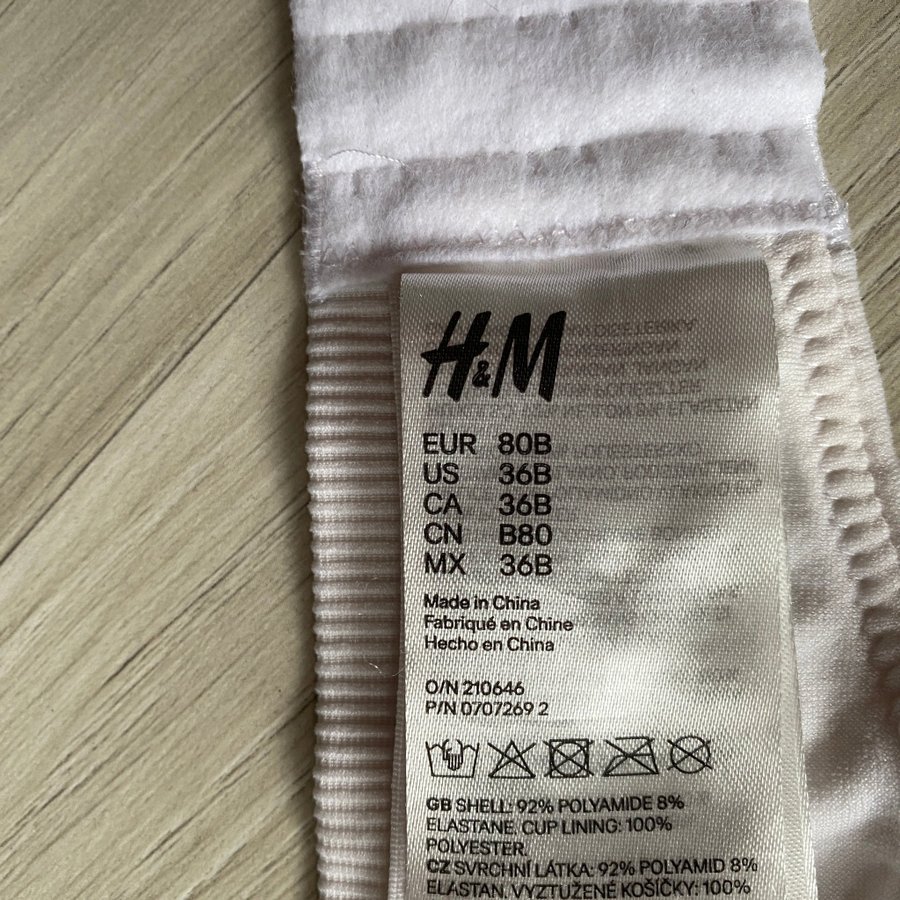 H&M
EUR 80B
US 36B
CA 36B
CN B80
MX 36B
Made in China
Fabriqué en Chine
Hecho en China
O/N 210646
P/N 0707269 2
GB SHELL: 92% POLYAMIDE 8%
ELASTANE. CUP LINING: 100%
POLYESTER.
CZ SVRCHNÍ LÁTKA: 92% POLYAMID 8%
ELASTAN. VYZTUŽENÉ KOŠÍČKY: 100%